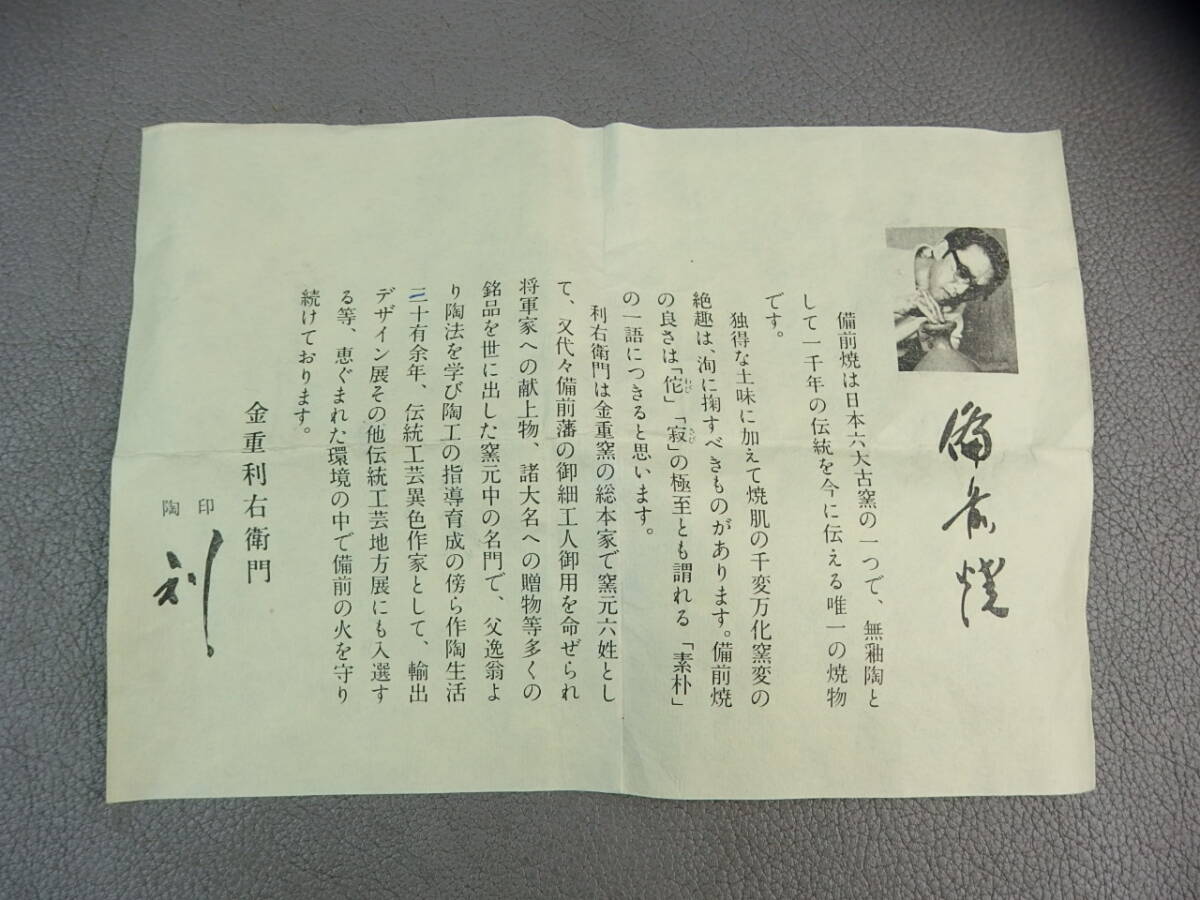 備前焼
備前焼は日本六大古窯の一つで、無釉陶と
して一千年の伝統を今に伝える唯一の焼物
です。
独得な土味に加えて焼肌の千変万化窯変の
絶趣は、洵に掬すべきものがあります。備前焼
の良さは「侘」「寂」の極至とも謂れる「素朴」
の一語につきると思います。
利右衛門は金重窯の総本家で窯元六姓とし
て、又代々備前藩の御細工人御用を命ぜられ
将軍家への献上物、諸大名への贈物等多くの
銘品を世に出した窯元中の名門で、父逸翁よ
り陶法を学び陶工の指導育成の傍ら作陶生活
三十有余年、伝統工芸異色作家として、輸出
デザイン展その他伝統工芸地方展にも入選す
る等、恵ぐまれた環境の中で備前の火を守り
続けております。
金重利右衛門
陶印
利